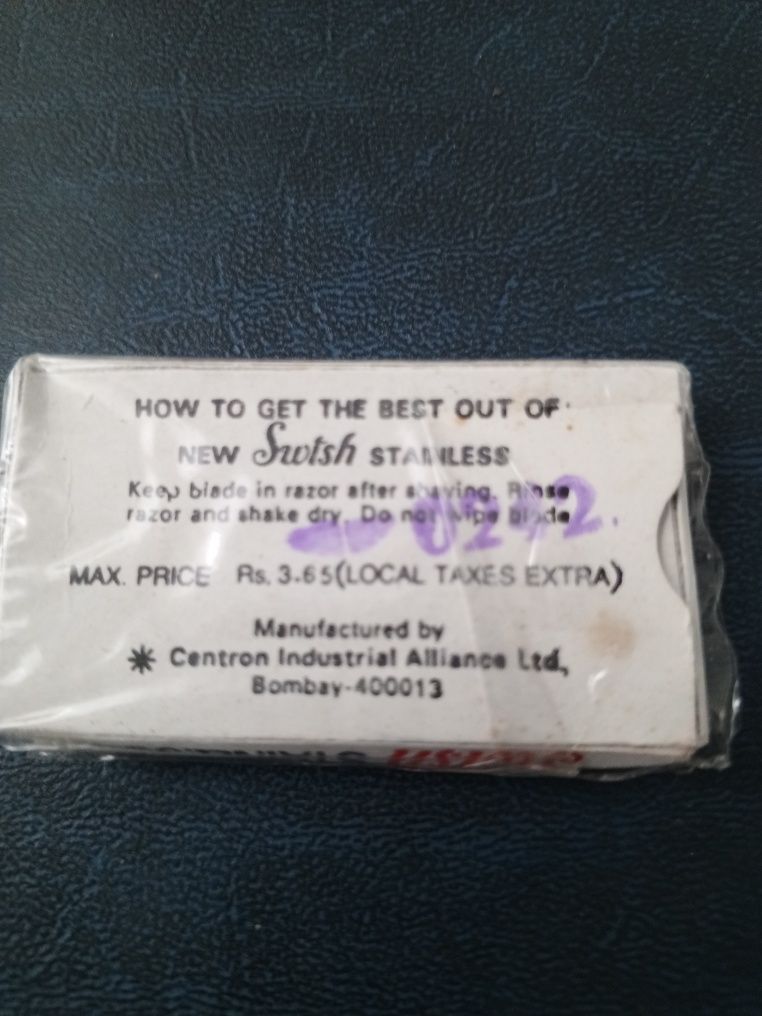 HOW TO GET THE BEST OUT OF
NEW Swish STAINLESS
Keep blade in razor after shaving. Rinse
razor and shake dry. Do not wipe blade
MAX. PRICE Rs. 3.65(LOCAL TAXES EXTRA)
Manufactured by
Centron Industrial Alliance Ltd,
Bombay-400013